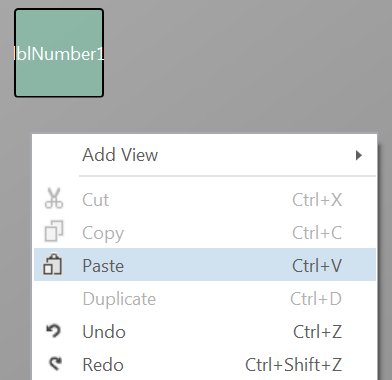 lblNumber1
Add View
Cut Ctrl+X
Copy Ctrl+C
Paste Ctrl+V
Duplicate Ctrl+D
Undo Ctrl+Z
Redo Ctrl+Shift+Z